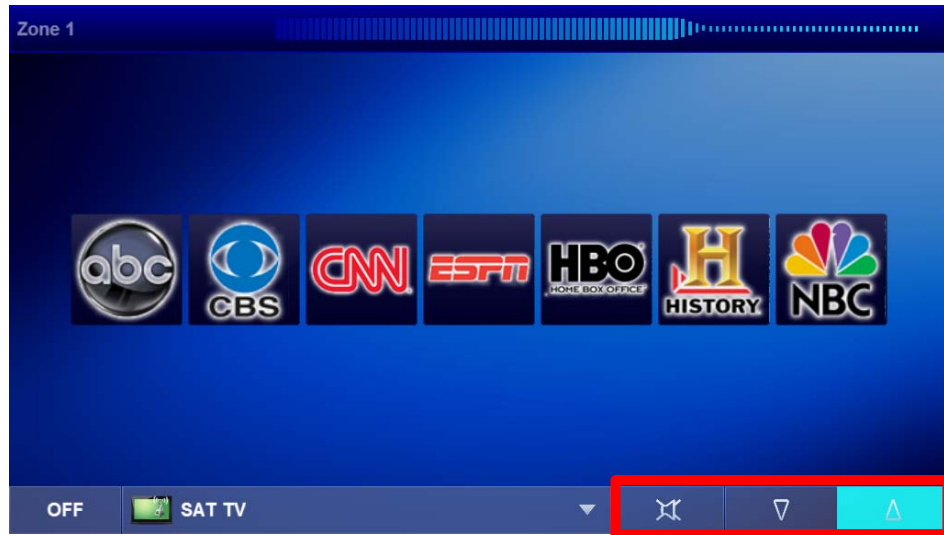 Zone 1
abc CBS CNN ESPN HBO HISTORY NBC
HOME BOX OFFICE
OFF SAT TV